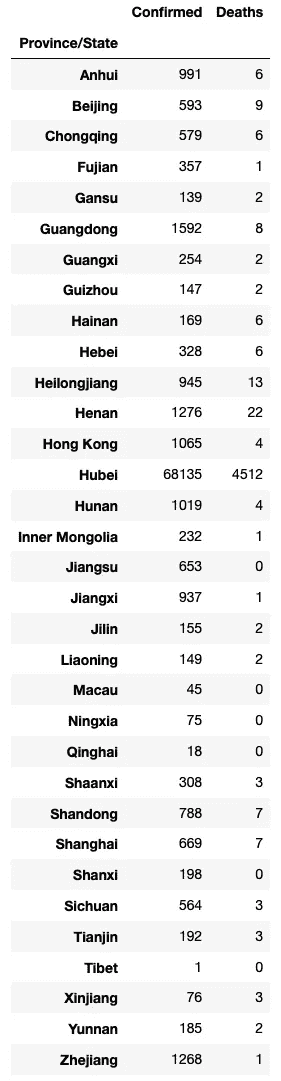 Confirmed Deaths
Province/State
Anhui 991 6
Beijing 593 9
Chongqing 579 6
Fujian 357 1
Gansu 139 2
Guangdong 1592 8
Guangxi 254 2
Guizhou 147 2
Hainan 169 6
Hebei 328 6
Heilongjiang 945 13
Henan 1276 22
Hong Kong 1065 4
Hubei 68135 4512
Hunan 1019 4
Inner Mongolia 232 1
Jiangsu 653 0
Jiangxi 937 1
Jilin 155 2
Liaoning 149 2
Macau 45 0
Ningxia 75 0
Qinghai 18 0
Shaanxi 308 3
Shandong 788 7
Shanghai 669 7
Shanxi 198 0
Sichuan 564 3
Tianjin 192 3
Tibet 1 0
Xinjiang 76 3
Yunnan 185 2
Zhejiang 1268 1